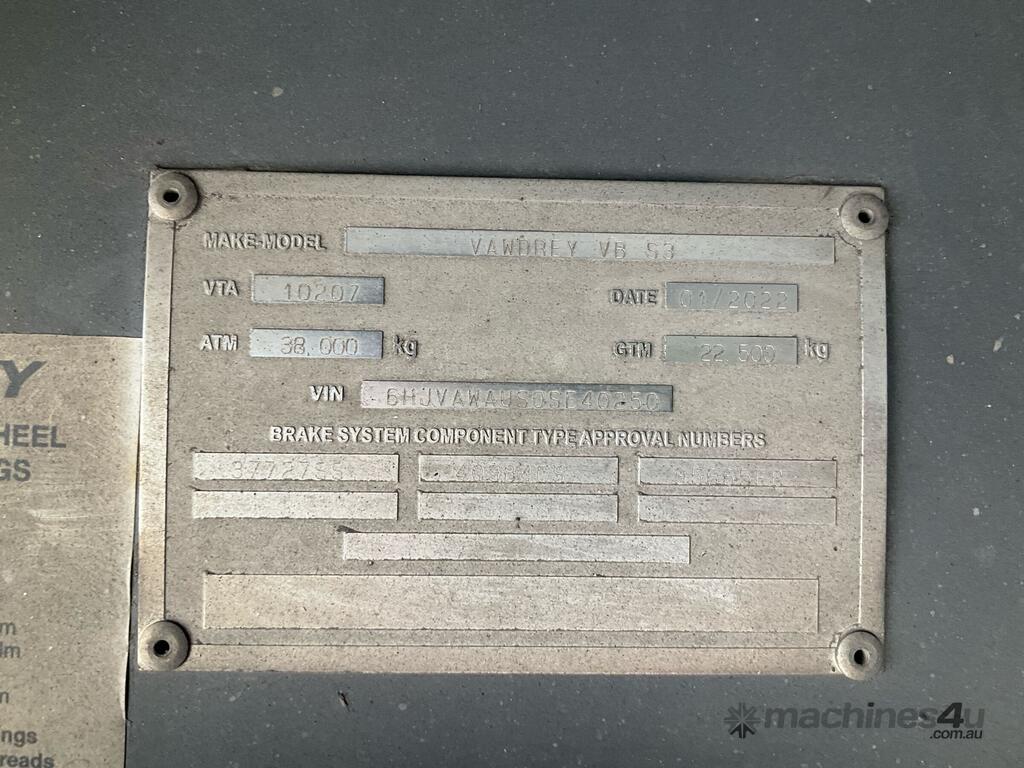 MAKE-MODEL VAWDREY VB S3
VTA 10207 DATE 01/2022
ATM 38,000 kg GTM 22,500 kg
VIN
BRAKE SYSTEM COMPONENT TYPE APPROVAL NUMBERS
Y
HEEL
GS
m
m
ngs
reads
machines4u
.com.au